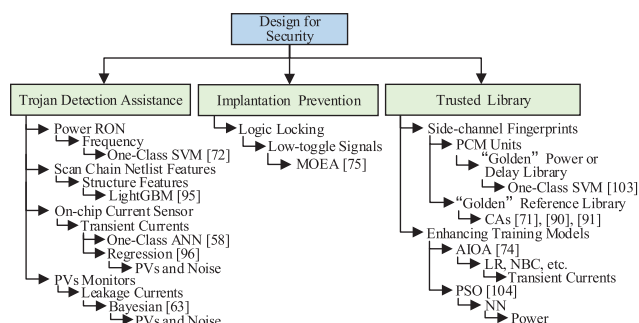 Design for
Security
Trojan Detection Assistance
Power RON
Frequency
One-Class SVM [72]
Scan Chain Netlist Features
Structure Features
LightGBM [95]
On-chip Current Sensor
Transient Currents
One-Class ANN [58]
Regression [96]
PVs and Noise
PVs Monitors
Leakage Currents
Bayesian [63]
PVs and Noise
Implantation Prevention
Logic Locking
Low-toggle Signals
MOEA [75]
Trusted Library
Side-channel Fingerprints
PCM Units
“Golden” Power or
Delay Library
One-Class SVM [103]
“Golden” Reference Library
CAs [71], [90], [91]
Enhancing Training Models
AIOA [74]
LR, NBC, etc.
Transient Currents
PSO [104]
NN
Power